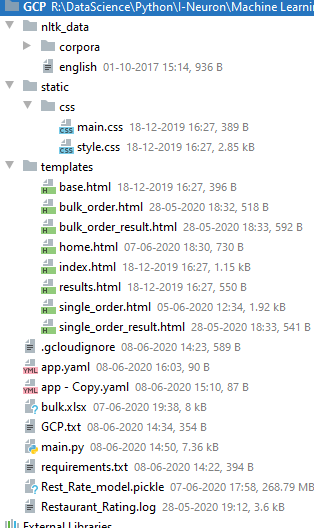 GCP R:\DataScience\Python\I-Neuron\Machine Learnin
nltk_data
corpora
english 01-10-2017 15:14, 936 B
static
css
main.css 18-12-2019 16:27, 389 B
style.css 18-12-2019 16:27, 2.85 kB
templates
base.html 18-12-2019 16:27, 396 B
bulk_order.html 28-05-2020 18:32, 518 B
bulk_order_result.html 28-05-2020 18:33, 592 B
home.html 07-06-2020 18:30, 730 B
index.html 18-12-2019 16:27, 1.15 kB
results.html 18-12-2019 16:27, 550 B
single_order.html 05-06-2020 12:34, 1.92 kB
single_order_result.html 28-05-2020 18:33, 541 B
.gcloudignore 08-06-2020 14:23, 589 B
app.yaml 08-06-2020 16:03, 90 B
app - Copy.yaml 08-06-2020 15:10, 87 B
bulk.xlsx 07-06-2020 19:38, 8 kB
GCP.txt 08-06-2020 14:34, 354 B
main.py 08-06-2020 14:50, 7.36 kB
requirements.txt 08-06-2020 14:22, 394 B
Rest_Rate_model.pickle 07-06-2020 17:58, 268.79 MB
Restaurant_Rating.log 28-05-2020 19:12, 3.6 kB
External Libraries